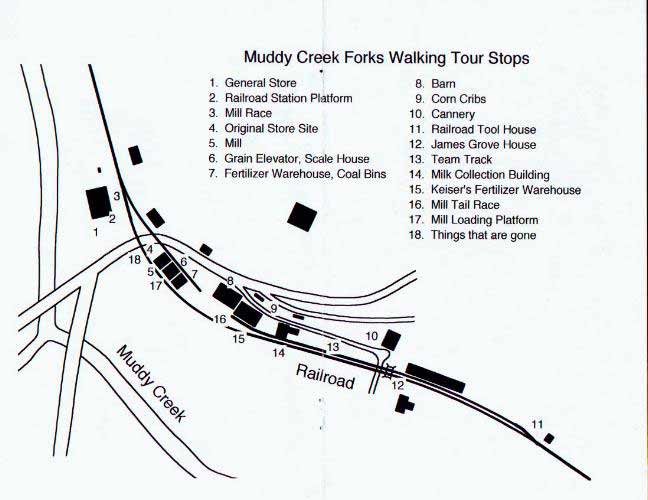 Muddy Creek Forks Walking Tour Stops
1. General Store
2. Railroad Station Platform
3. Mill Race
4. Original Store Site
5. Mill
6. Grain Elevator, Scale House
7. Fertilizer Warehouse, Coal Bins
8. Barn
9. Corn Cribs
10. Cannery
11. Railroad Tool House
12. James Grove House
13. Team Track
14. Milk Collection Building
15. Keiser's Fertilizer Warehouse
16. Mill Tail Race
17. Mill Loading Platform
18. Things that are gone
3
2
1
4
18
6
5
7
17
8
9
16
15
14
13
10
12
11
Railroad
Muddy Creek